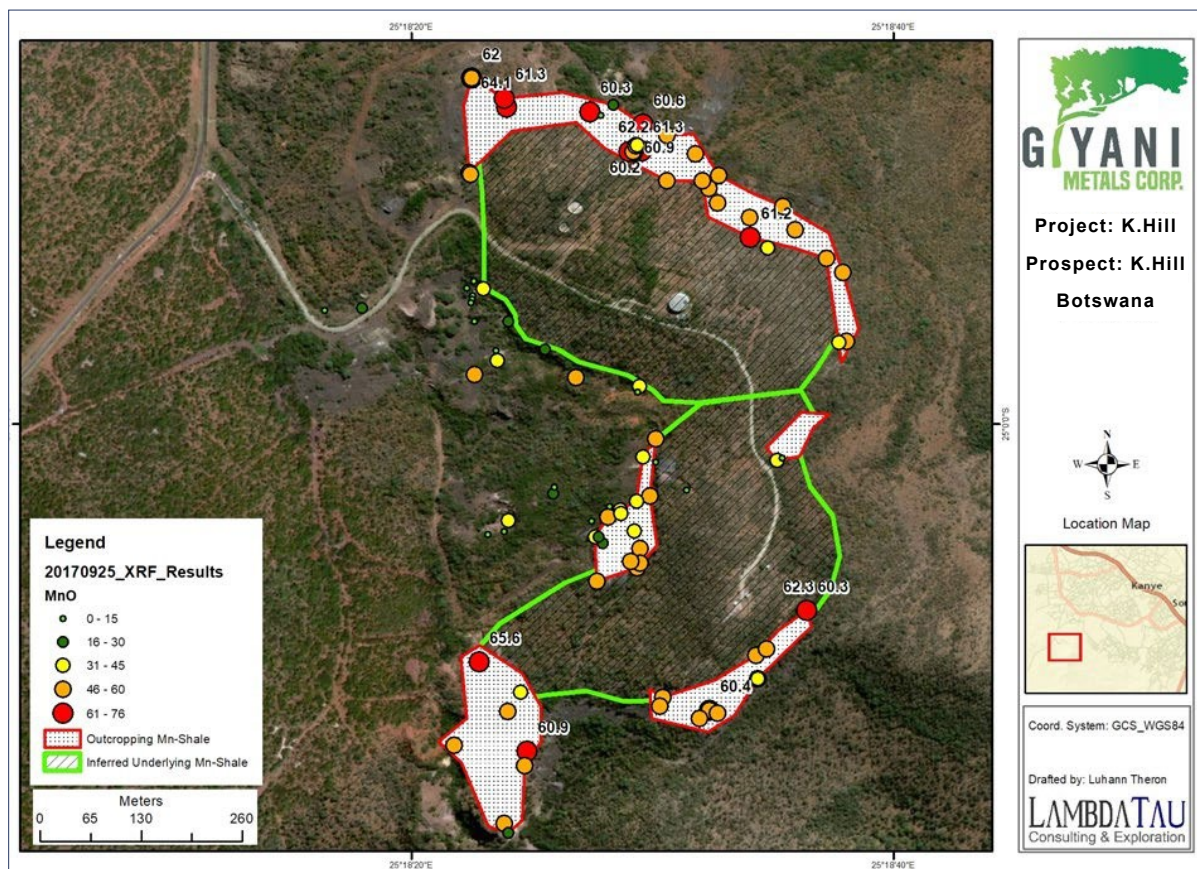 25°18'20"E
25°18'40"E
62
64.1
61.3
60.3
60.6
62.2
61.3
60.9
60.2
61.2
62.3
60.3
65.6
60.4
60.9
Legend
20170925_XRF_Results
MnO
0 - 15
16 - 30
31 - 45
46 - 60
61 - 76
Outcropping Mn-Shale
Inferred Underlying Mn-Shale
Meters
0 65 130 260
25°18'20"E
25°18'40"E
25°0'0"S
GIYANI
METALS CORP.
Project: K.Hill
Prospect: K.Hill
Botswana
N
W E
S
Location Map
Kanye
So
Coord. System: GCS_WGS84
Drafted by: Luhann Theron
LAMBDATAU
Consulting & Exploration